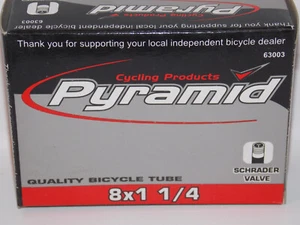 63003
Thank you for supporting your local independent bicycle dealer
Thank you for supporting your local independent bicycle dealer
63003
Cycling Products
Pyramid
SCHRADER
VALVE
QUALITY BICYCLE TUBE
8x1 1/4